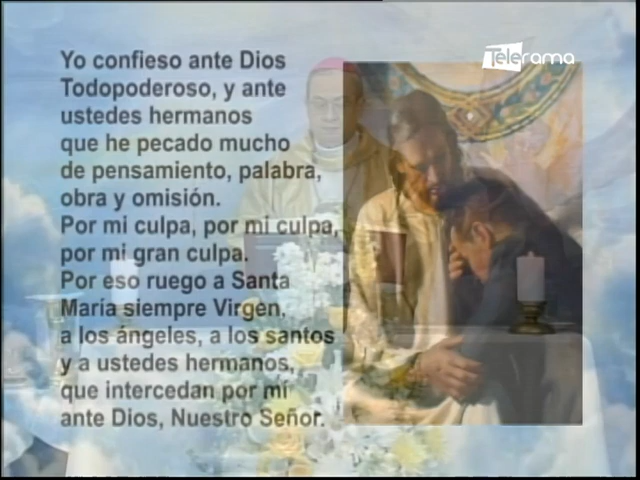 Telerama
Yo confieso ante Dios
Todopoderoso, y ante
ustedes hermanos
que he pecado mucho
de pensamiento, palabra,
obra y omisión.
Por mi culpa, por mi culpa,
por mi gran culpa.
Por eso ruego a Santa
María siempre Virgen,
a los ángeles, a los santos
y a ustedes hermanos,
que intercedan por mí
ante Dios, Nuestro Señor.